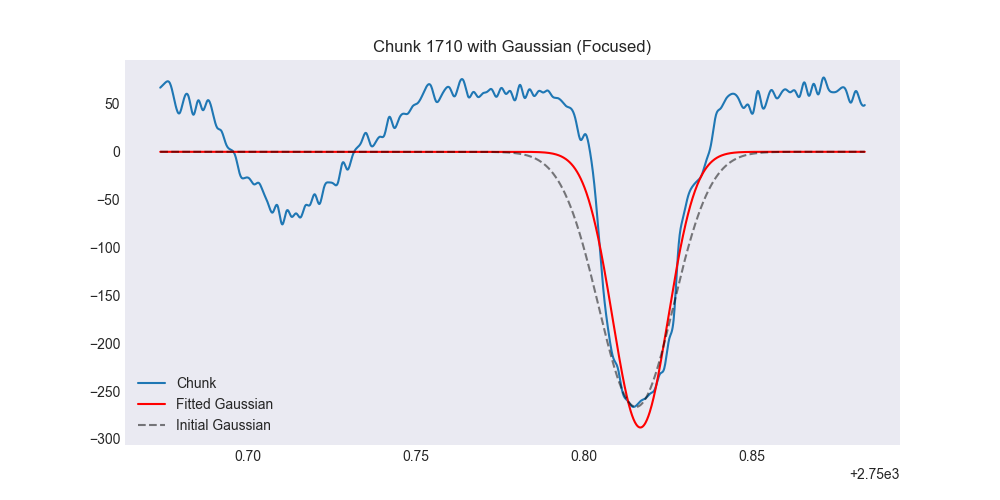 Chunk 1710 with Gaussian (Focused)
50
0
−50
−100
−150
−200
−250
−300
Chunk
Fitted Gaussian
Initial Gaussian
0.70 0.75 0.80 0.85
+2.75e3